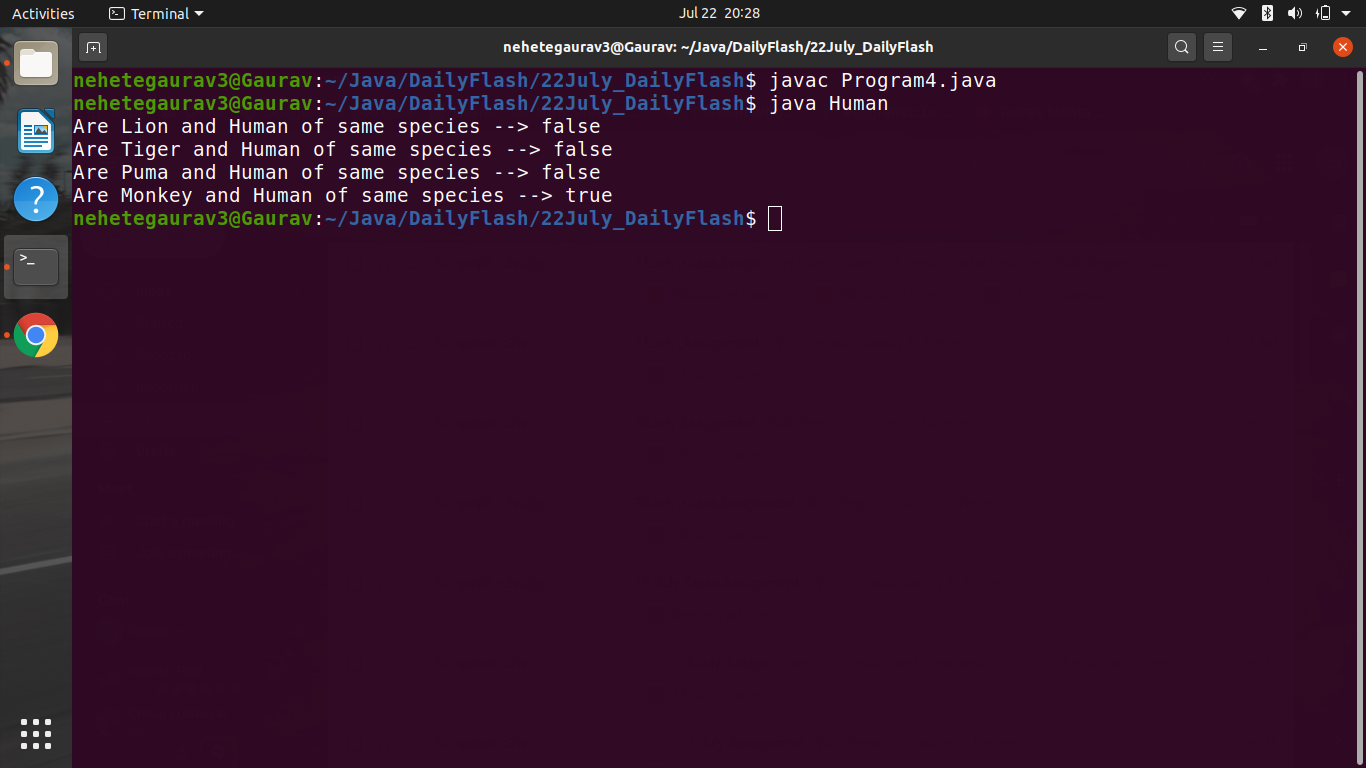 Activities Terminal Jul 22 20:28
nehetegaurav3@Gaurav: ~/Java/DailyFlash/22July_DailyFlash
nehetegaurav3@Gaurav:~/Java/DailyFlash/22July_DailyFlash$ javac Program4.java
nehetegaurav3@Gaurav:~/Java/DailyFlash/22July_DailyFlash$ java Human
Are Lion and Human of same species --> false
Are Tiger and Human of same species --> false
Are Puma and Human of same species --> false
Are Monkey and Human of same species --> true
nehetegaurav3@Gaurav:~/Java/DailyFlash/22July_DailyFlash$